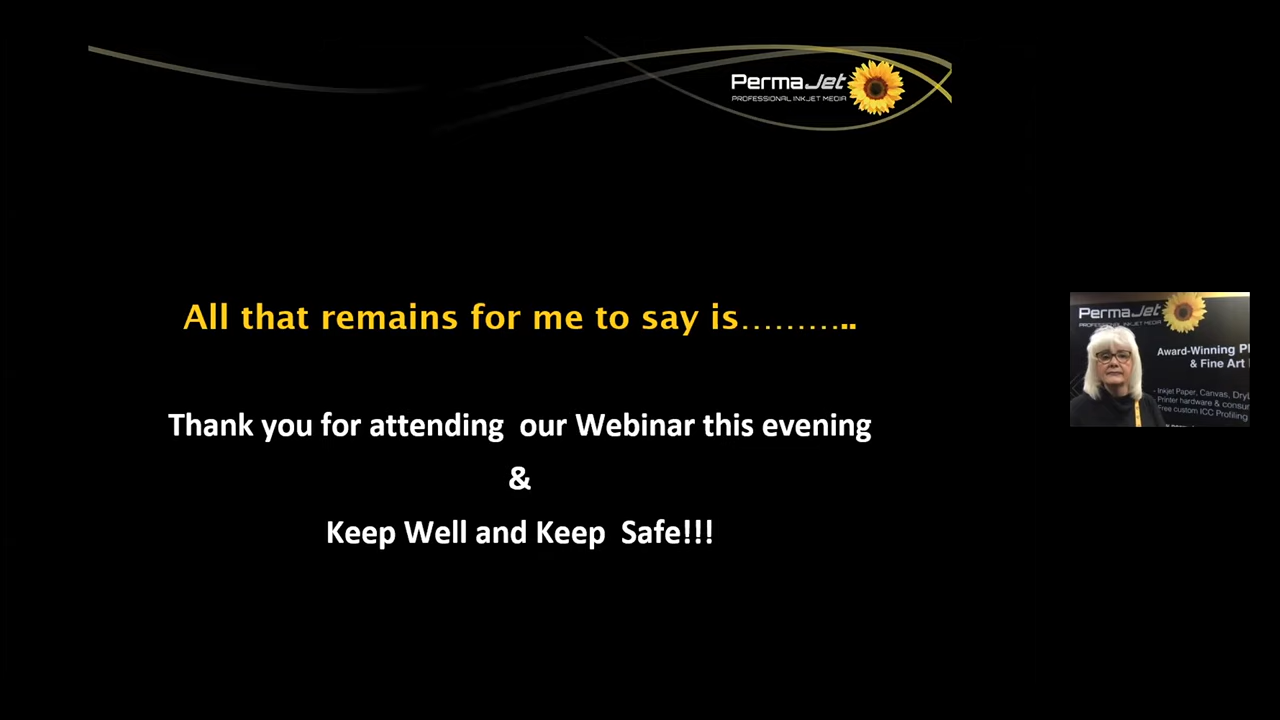 PermaJet
PROFESSIONAL INKJET MEDIA
All that remains for me to say is………..
Thank you for attending  our Webinar this evening
&
Keep Well and Keep  Safe!!!
PermaJet
PROFESSIONAL INKJET MEDIA
Award-Winning
& Fine Art
- Inkjet Paper, Canvas,
Printer hardware &
Free custom ICC Profiling